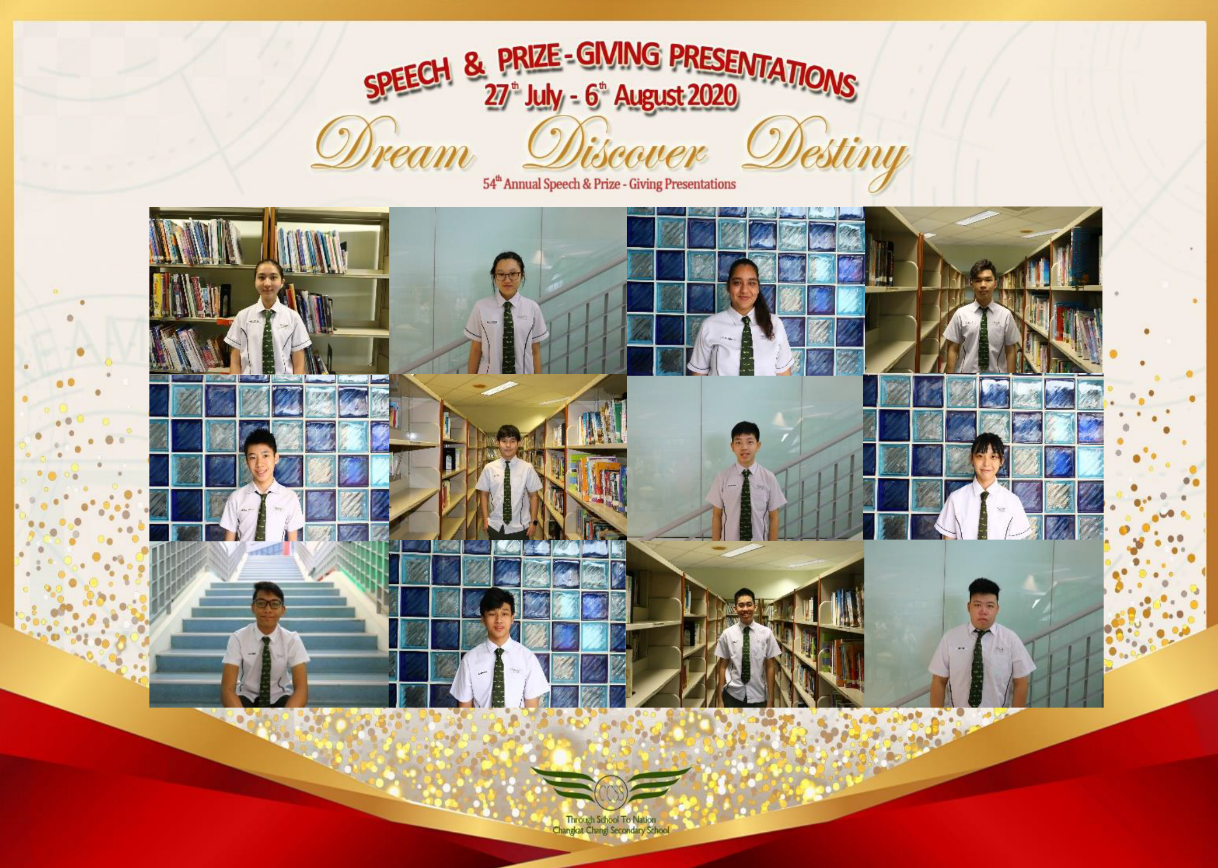 SPEECH & PRIZE - GIVING PRESENTATIONS
27th July - 6th August 2020
Dream Discover Destiny
54th Annual Speech & Prize - Giving Presentations
CCSS
Through School To Nation
Changkat Changi Secondary School